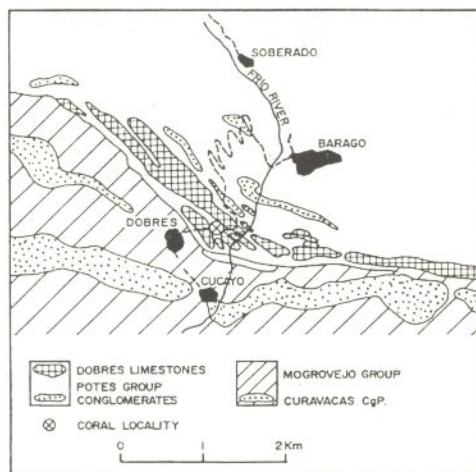 SOBERADO
FRIO RIVER
BARAGO
DOBRES
CUCAYO
DOBRES LIMESTONES
POTES GROUP
CONGLOMERATES
CORAL LOCALITY
MOGROVEJO GROUP
CURAVACAS CgP.
0 1 2 Km